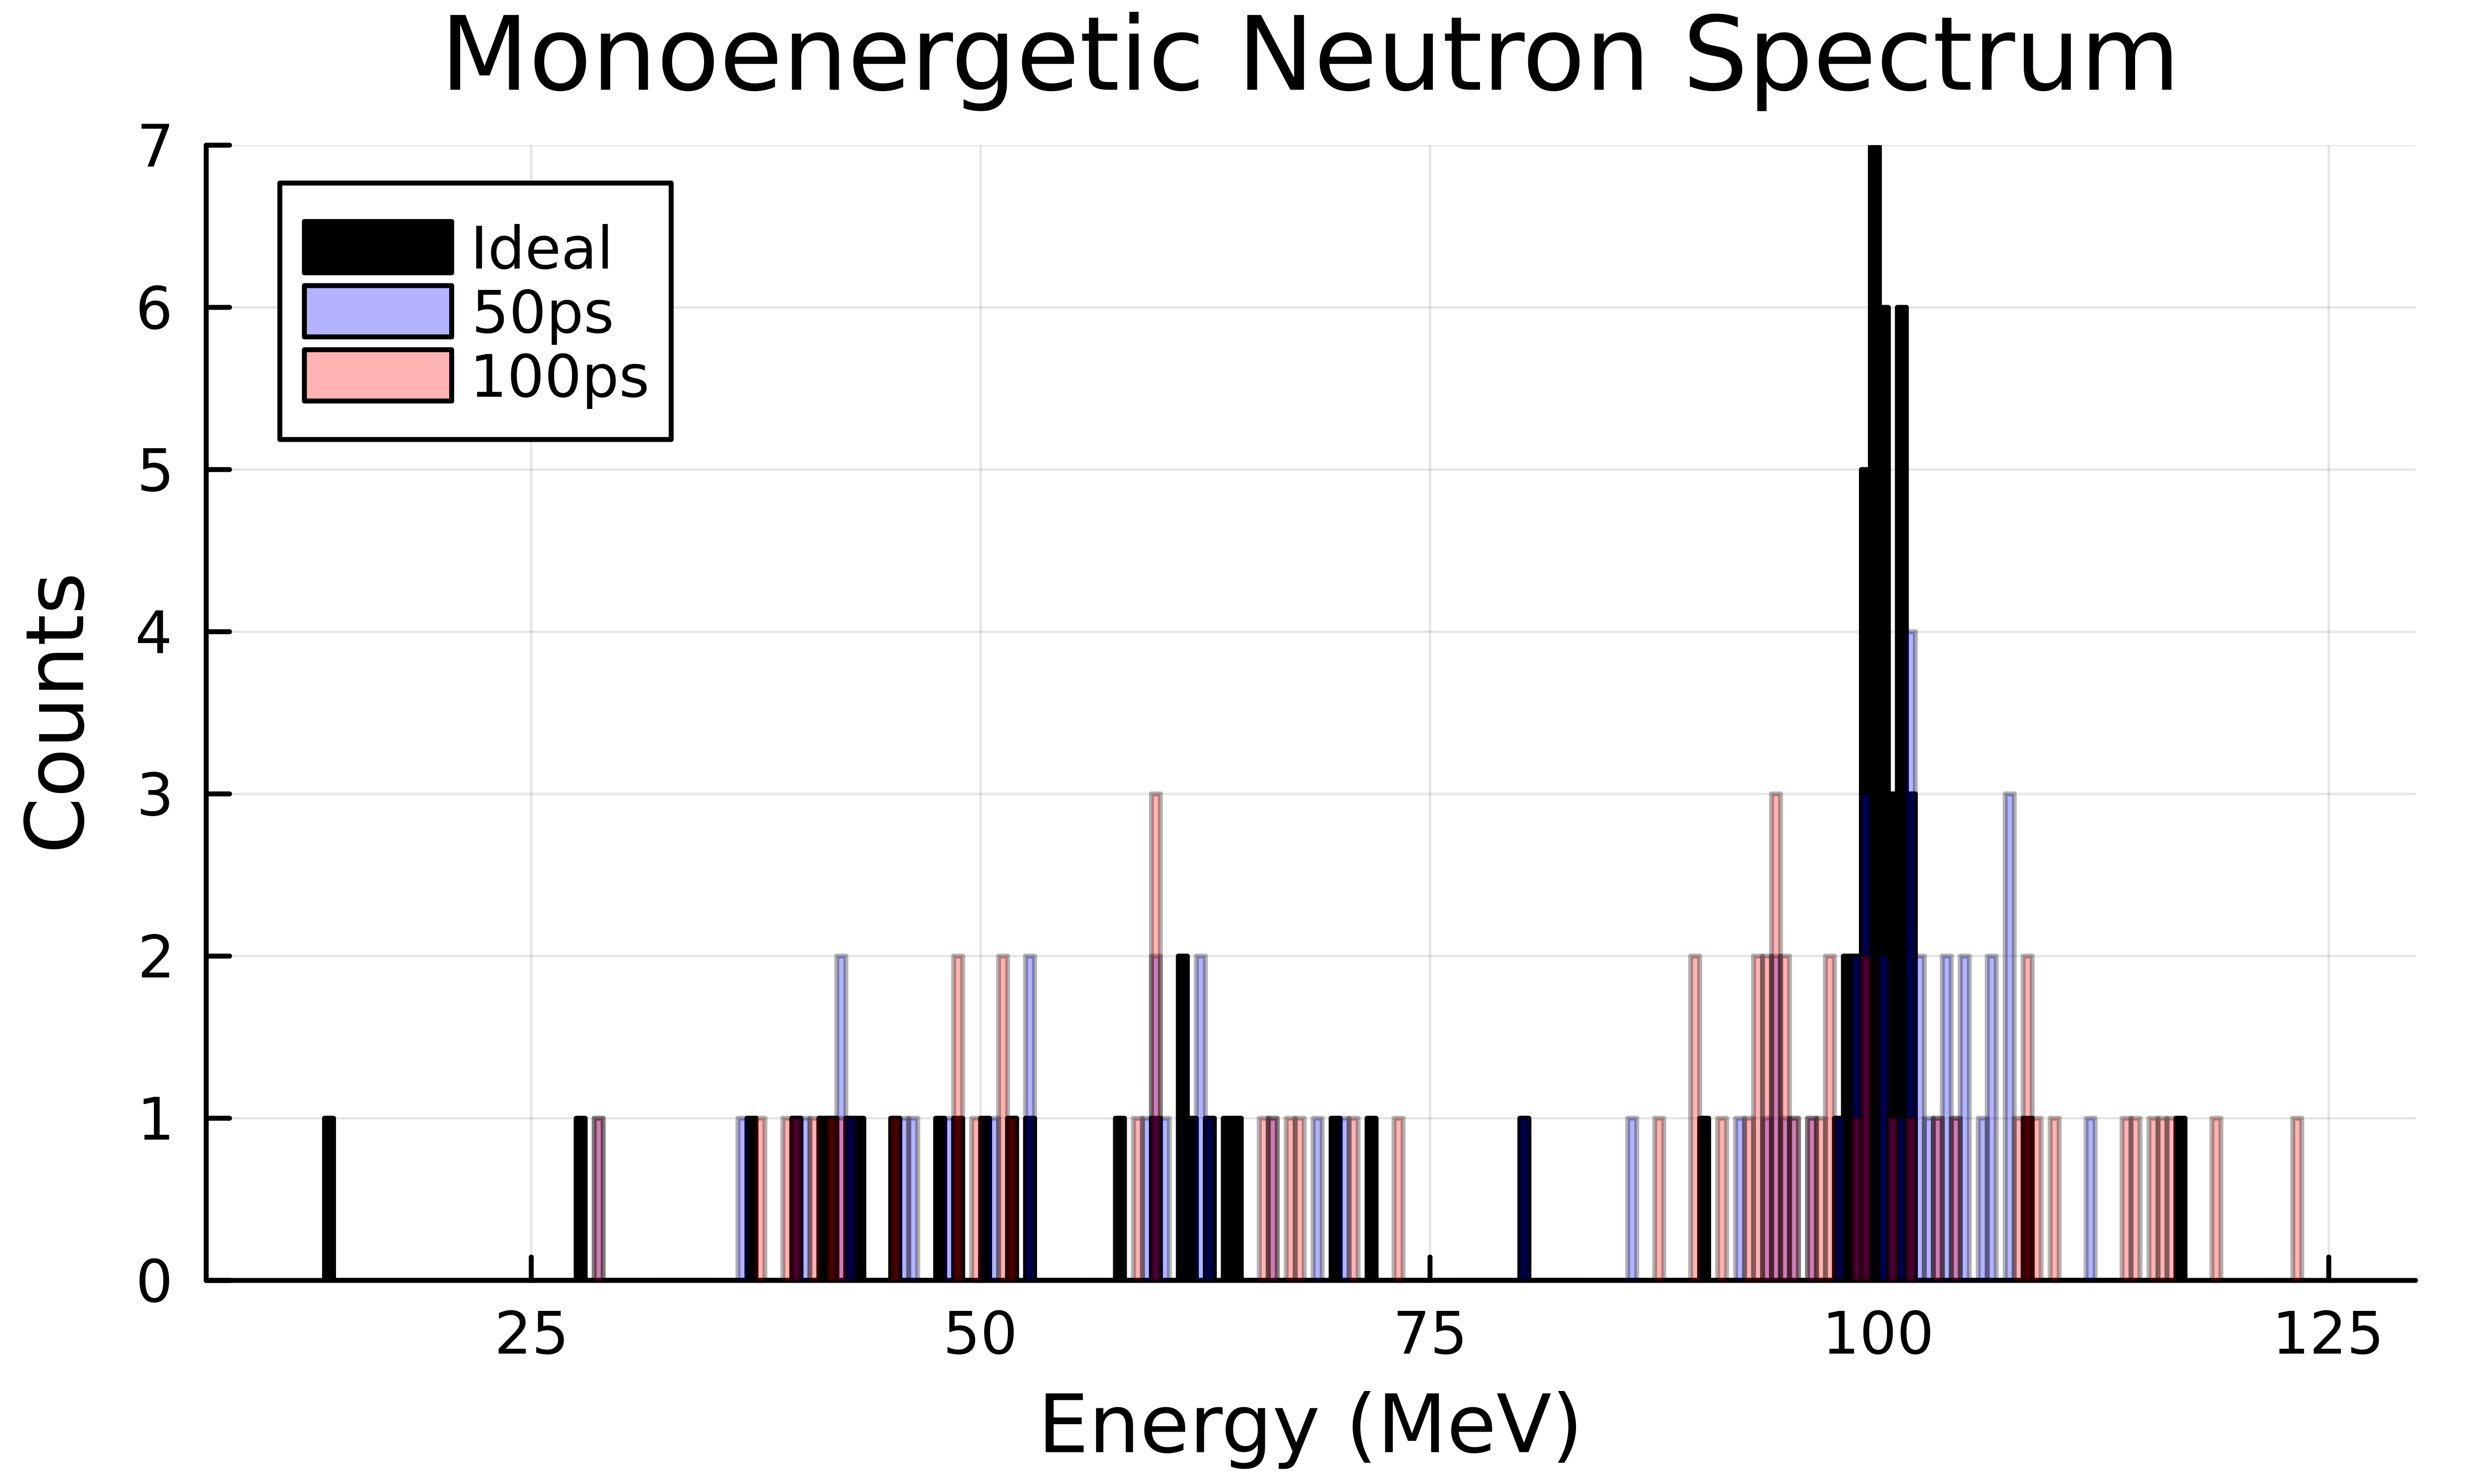 Monoenergetic Neutron Spectrum
7
6
5
4
3
2
1
0
Ideal
50ps
100ps
Counts
25
50
75
100
125
Energy (MeV)